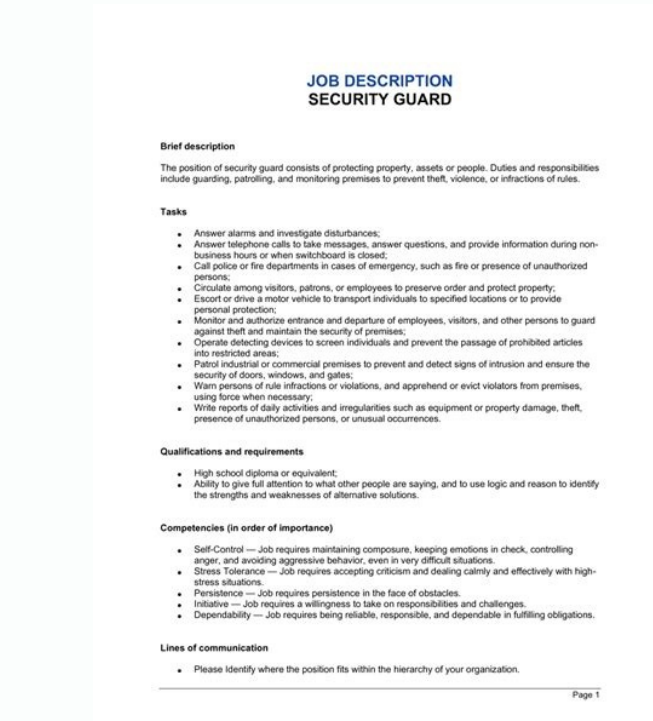 JOB DESCRIPTION
SECURITY GUARD
Brief description
The position of security guard consists of protecting property, assets or people. Duties and responsibilities
include guarding, patrolling, and monitoring premises to prevent theft, violence, or infractions of rules.
Tasks
• Answer alarms and investigate disturbances;
• Answer telephone calls to take messages, answer questions, and provide information during non-
business hours or when switchboard is closed;
• Call police or fire departments in cases of emergency, such as fire or presence of unauthorized
persons;
• Circulate among visitors, patrons, or employees to preserve order and protect property;
• Escort or drive a motor vehicle to transport individuals to specified locations or to provide
personal protection;
• Monitor and authorize entrance and departure of employees, visitors, and other persons to guard
against theft and maintain the security of premises;
• Operate detecting devices to screen individuals and prevent the passage of prohibited articles
into restricted areas;
• Patrol industrial or commercial premises to prevent and detect signs of intrusion and ensure the
security of doors, windows, and gates;
• Warn persons of rule infractions or violations, and apprehend or evict violators from premises,
using force when necessary;
• Write reports of daily activities and irregularities such as equipment or property damage, theft,
presence of unauthorized persons, or unusual occurrences.
Qualifications and requirements
• High school diploma or equivalent;
• Ability to give full attention to what other people are saying, and to use logic and reason to identify
the strengths and weaknesses of alternative solutions.
Competencies (in order of importance)
• Self-Control — Job requires maintaining composure, keeping emotions in check, controlling
anger, and avoiding aggressive behavior, even in very difficult situations.
• Stress Tolerance — Job requires accepting criticism and dealing calmly and effectively with high-
stress situations.
• Persistence — Job requires persistence in the face of obstacles.
• Initiative — Job requires a willingness to take on responsibilities and challenges.
• Dependability — Job requires being reliable, responsible, and dependable in fulfilling obligations.
Lines of communication
• Please Identify where the position fits within the hierarchy of your organization.
Page 1